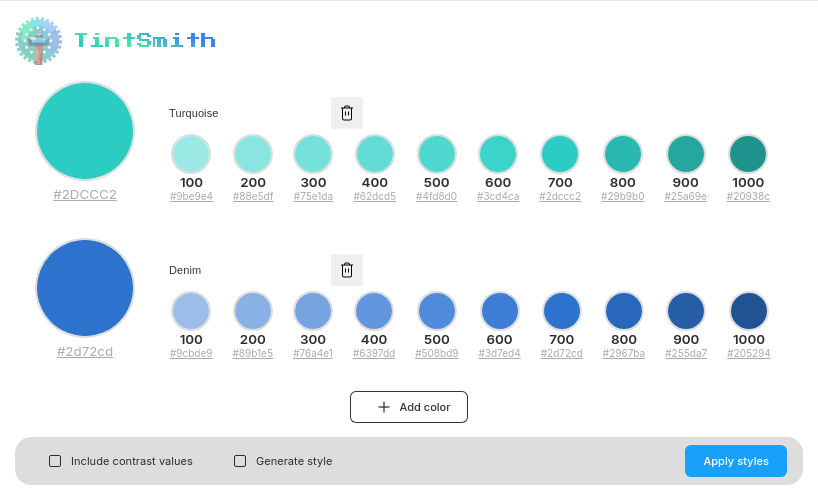 TintSmith
Turquoise
#2DCCC2
100 200 300 400 500 600 700 800 900 1000
#9be9e4 #88e5df #75e1da #62dcd5 #4fd8d0 #3cd4ca #2dccc2 #29b9b0 #25a69e #20938c
Denim
#2d72cd
100 200 300 400 500 600 700 800 900 1000
#9cbde9 #89b1e5 #76a4e1 #6397dd #508bd9 #3d7ed4 #2d72cd #2967ba #255da7 #205294
Add color
Include contrast values Generate style Apply styles